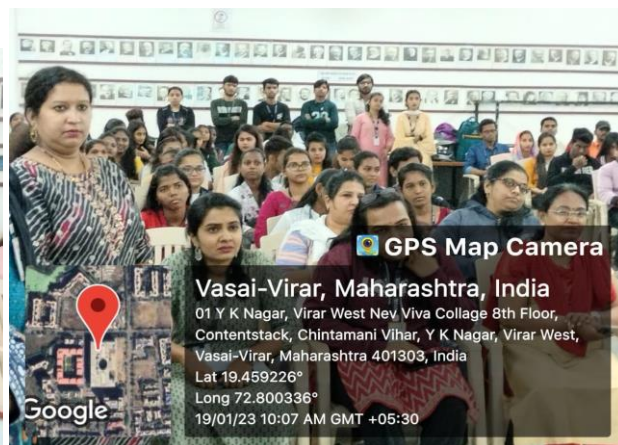 GPS Map Camera
Vasai-Virar, Maharashtra, India
01 Y K Nagar, Virar West Nev Viva Collage 8th Floor,
Contentstack, Chintamani Vihar, Y K Nagar, Virar West,
Vasai-Virar, Maharashtra 401303, India
Lat 19.459226°
Long 72.800336°
19/01/23 10:07 AM GMT +05:30
Google